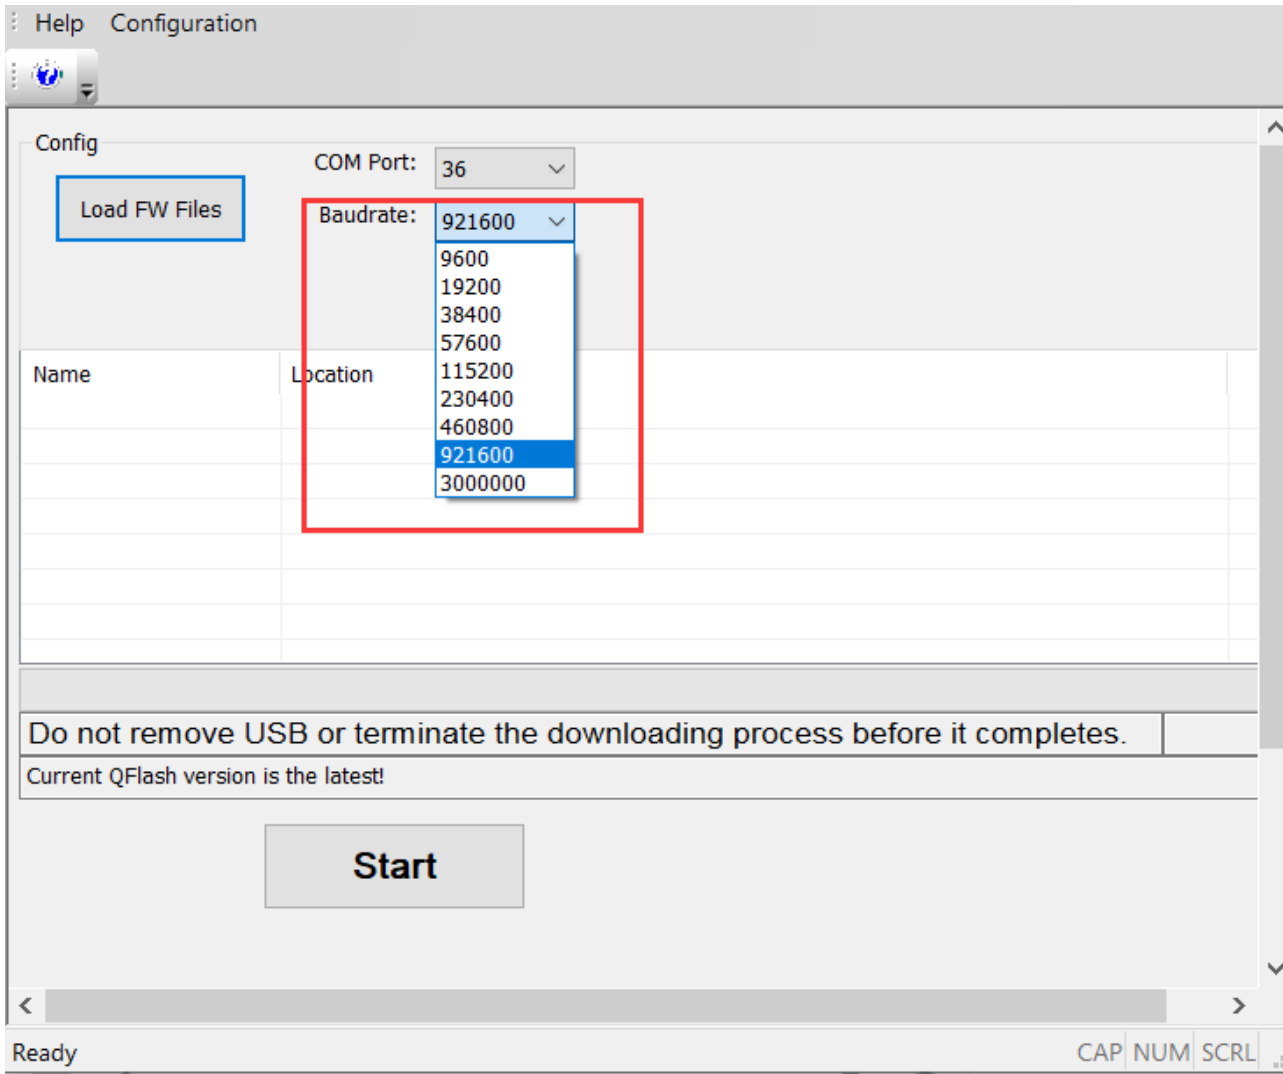 Help Configuration
Config
COM Port: 36
Load FW Files
Baudrate: 921600
9600
19200
38400
57600
115200
230400
460800
921600
3000000
Name Location
Do not remove USB or terminate the downloading process before it completes.
Current QFlash version is the latest!
Start
Ready CAP NUM SCRL